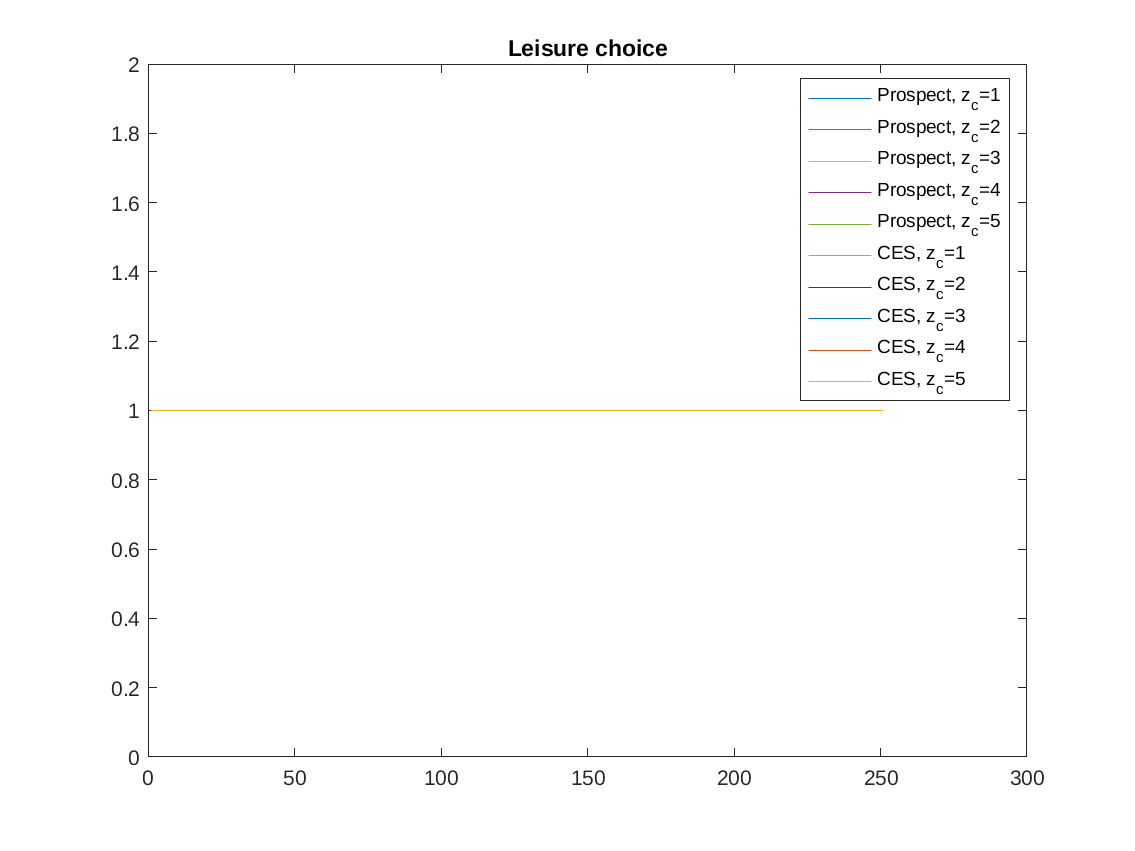 Leisure choice
2
1.8
1.6
1.4
1.2
1
0.8
0.6
0.4
0.2
0
0 50 100 150 200 250 300
Prospect, z_c=1
Prospect, z_c=2
Prospect, z_c=3
Prospect, z_c=4
Prospect, z_c=5
CES, z_c=1
CES, z_c=2
CES, z_c=3
CES, z_c=4
CES, z_c=5